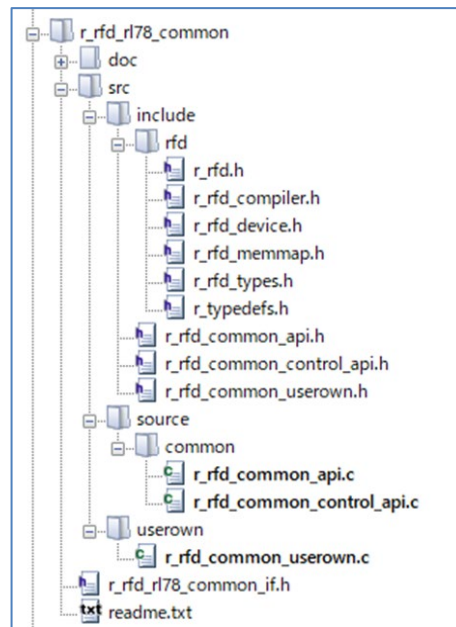 r_rfd_rl78_common
doc
src
include
rfd
r_rfd.h
r_rfd_compiler.h
r_rfd_device.h
r_rfd_memmap.h
r_rfd_types.h
r_typedefs.h
r_rfd_common_api.h
r_rfd_common_control_api.h
r_rfd_common_userown.h
source
common
r_rfd_common_api.c
r_rfd_common_control_api.c
userown
r_rfd_common_userown.c
r_rfd_rl78_common_if.h
readme.txt